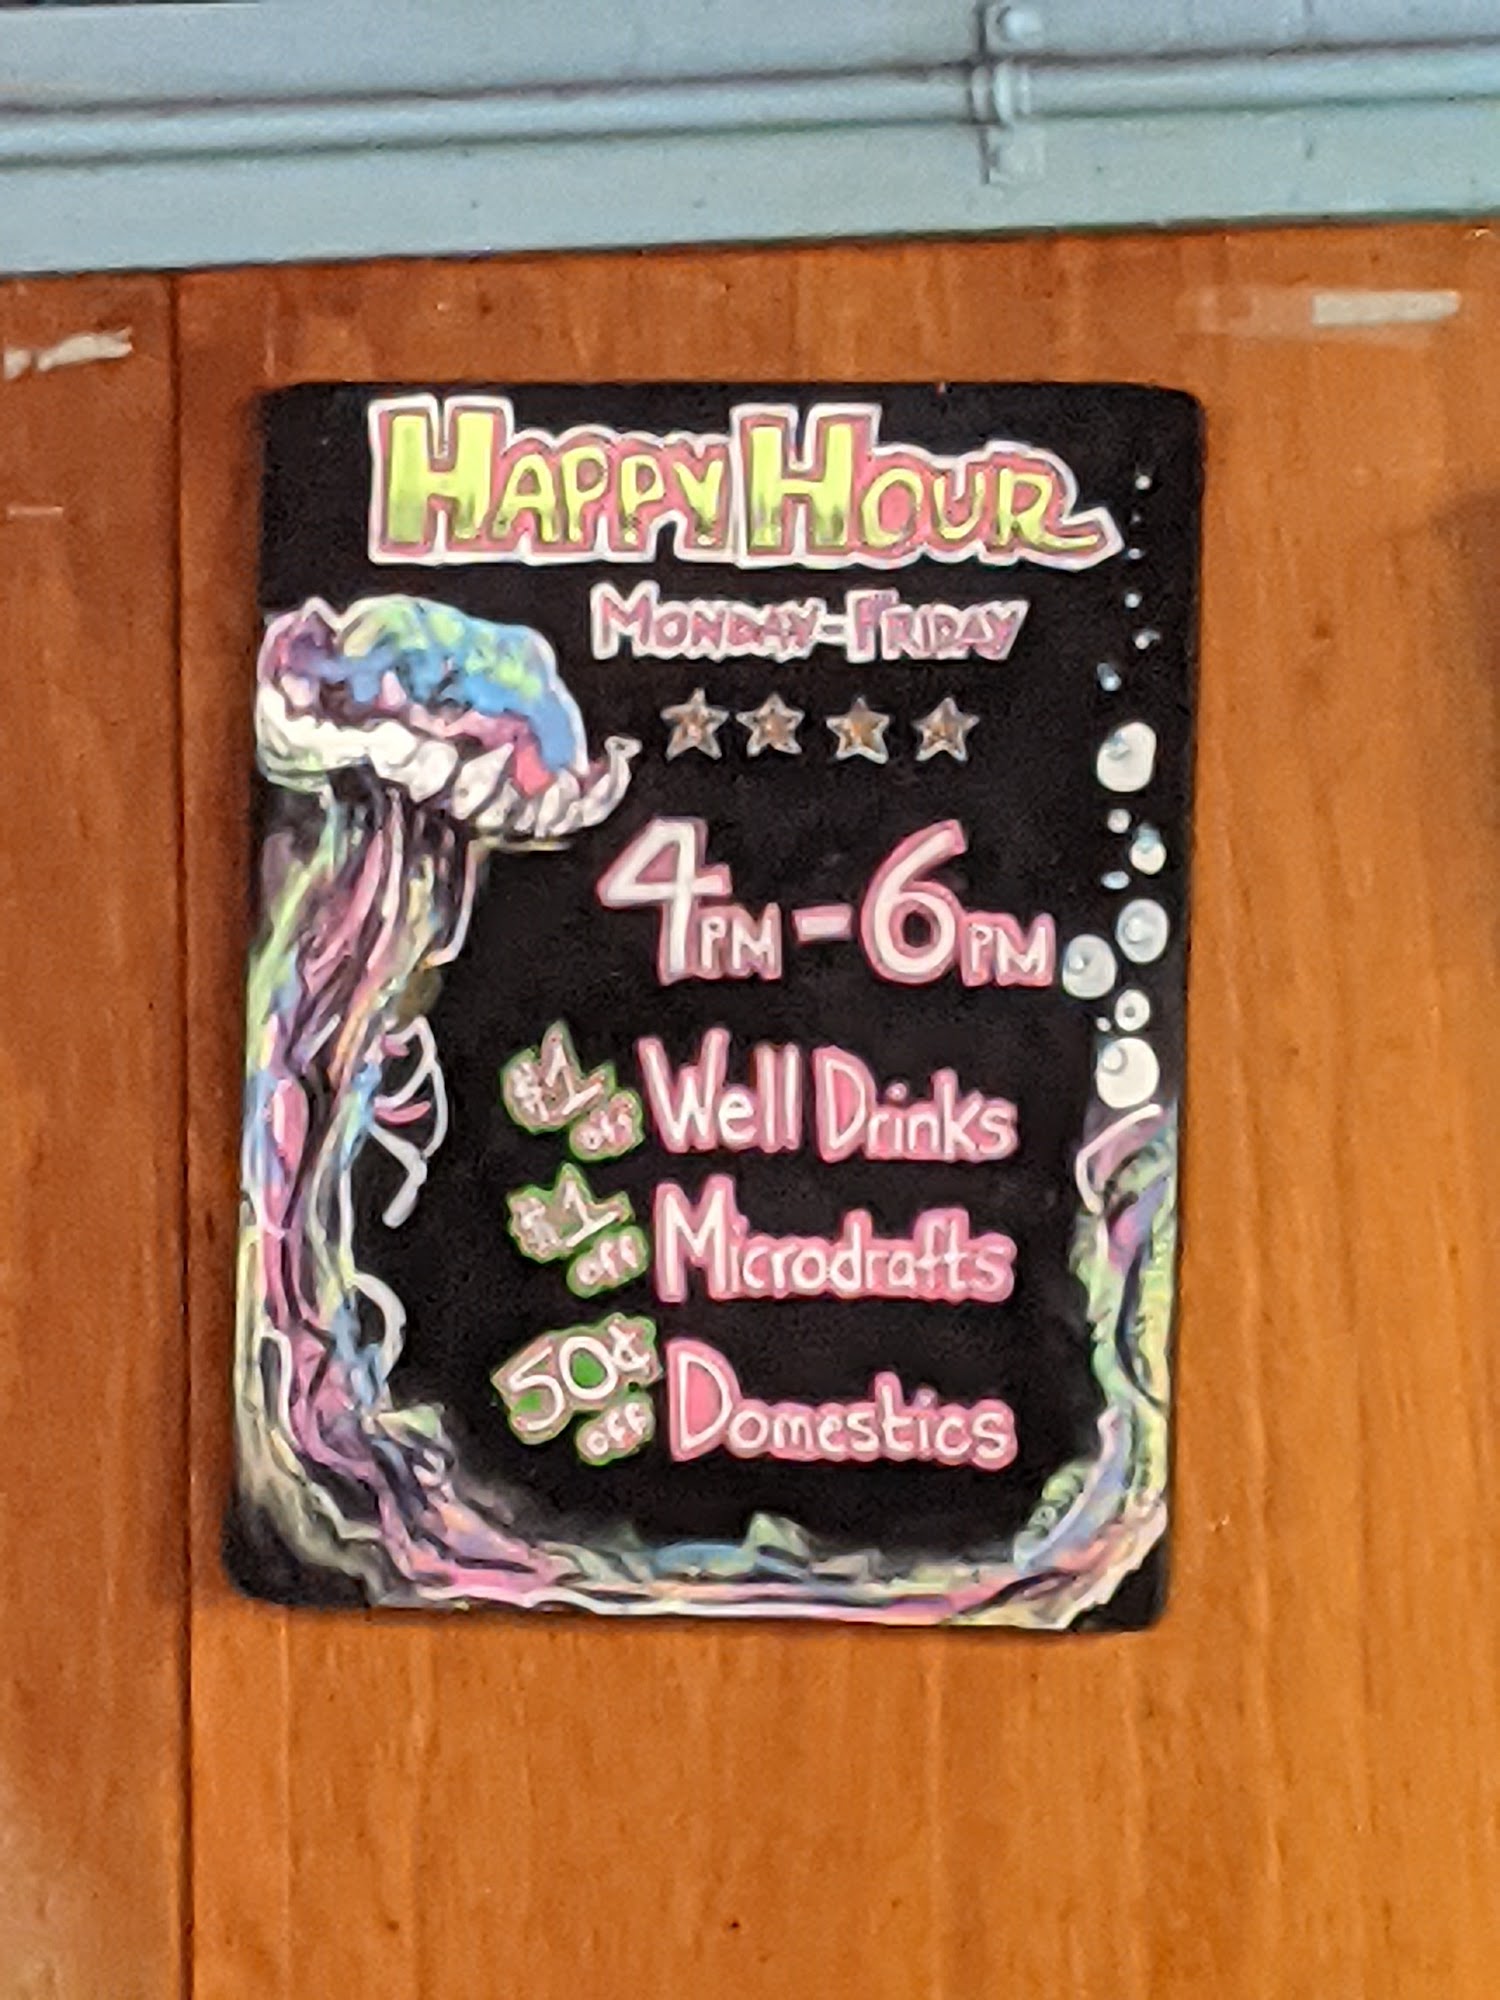 HAPPY HOUR
MONDAY-FRIDAY
4PM-6PM
$1 OFF Well Drinks
$1 OFF Microdrafts
50¢ OFF Domestics